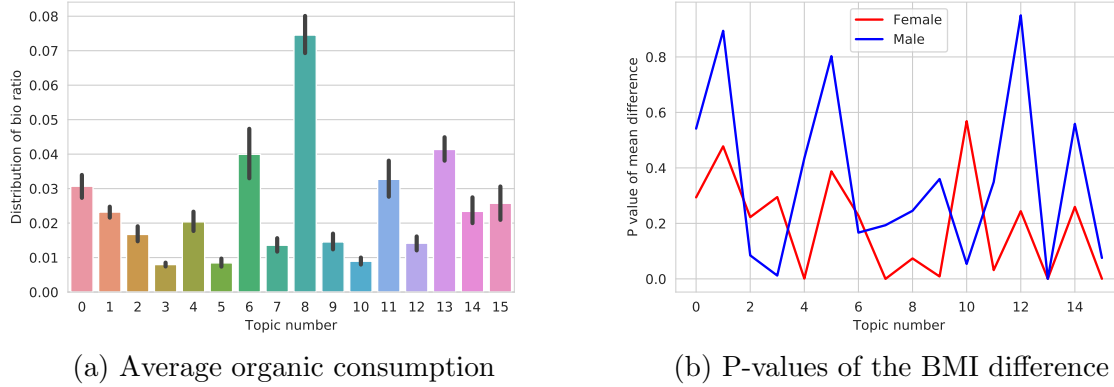 0.08
0.07
0.06
0.05
0.04
0.03
0.02
0.01
0.00
Distribution of bio ratio
0 1 2 3 4 5 6 7 8 9 10 11 12 13 14 15
Topic number
(a) Average organic consumption
Female
Male
0.8
0.6
0.4
0.2
0.0
P value of mean difference
0 2 4 6 8 10 12 14
Topic number
(b) P-values of the BMI difference